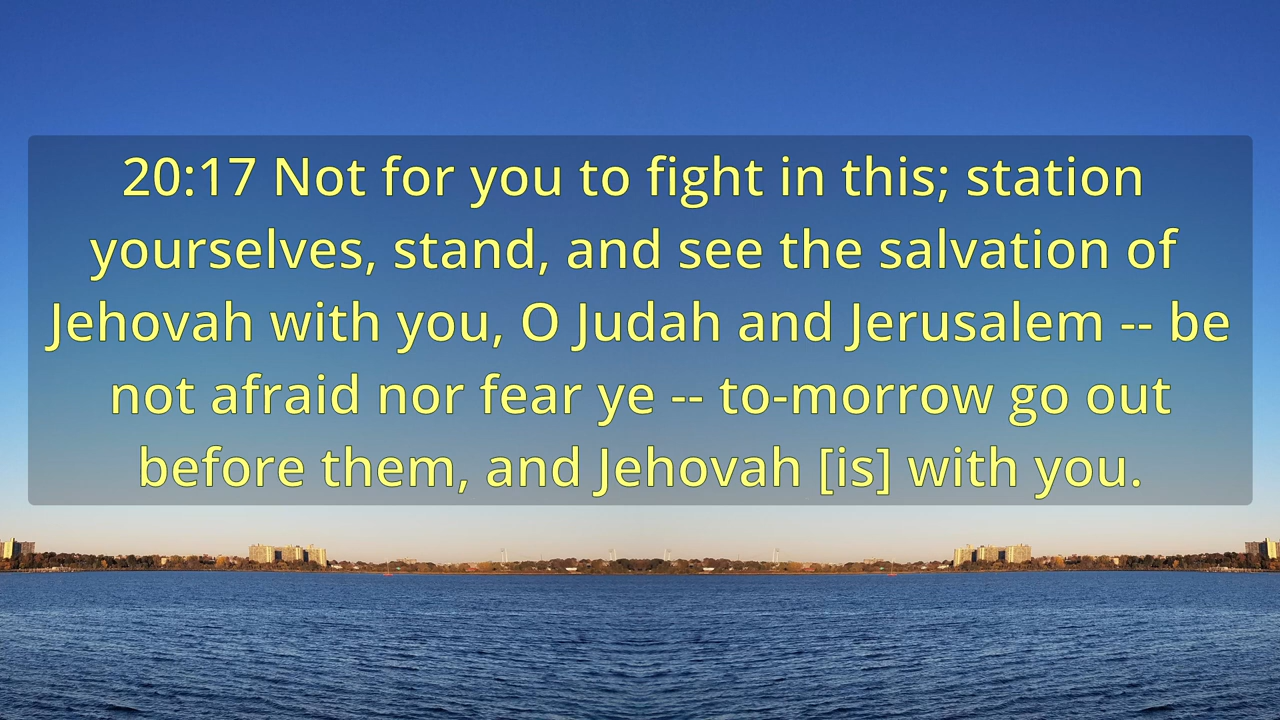 20:17 Not for you to fight in this; station
yourselves, stand, and see the salvation of
Jehovah with you, O Judah and Jerusalem -- be
not afraid nor fear ye -- to-morrow go out
before them, and Jehovah [is] with you.